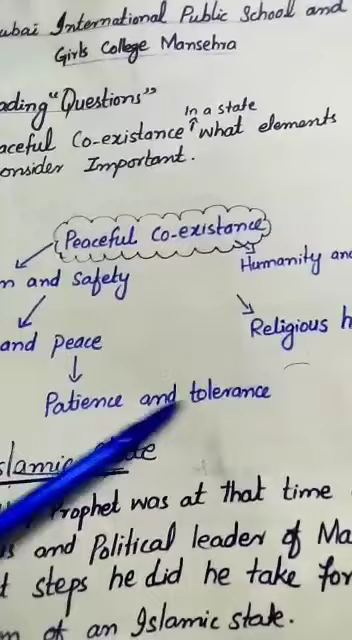 ubai International Public School and
Girls College Mansehra
ading "Questions"
aceful Co-existance In a state what elements
onsider Important.
Peaceful Co-existance
n and Safety
Humanity an
and peace
Religious h
Patience and tolerance
slamic
Prophet was at that time
s and Political leader of Ma
t steps he did he take for
m of an Islamic state.